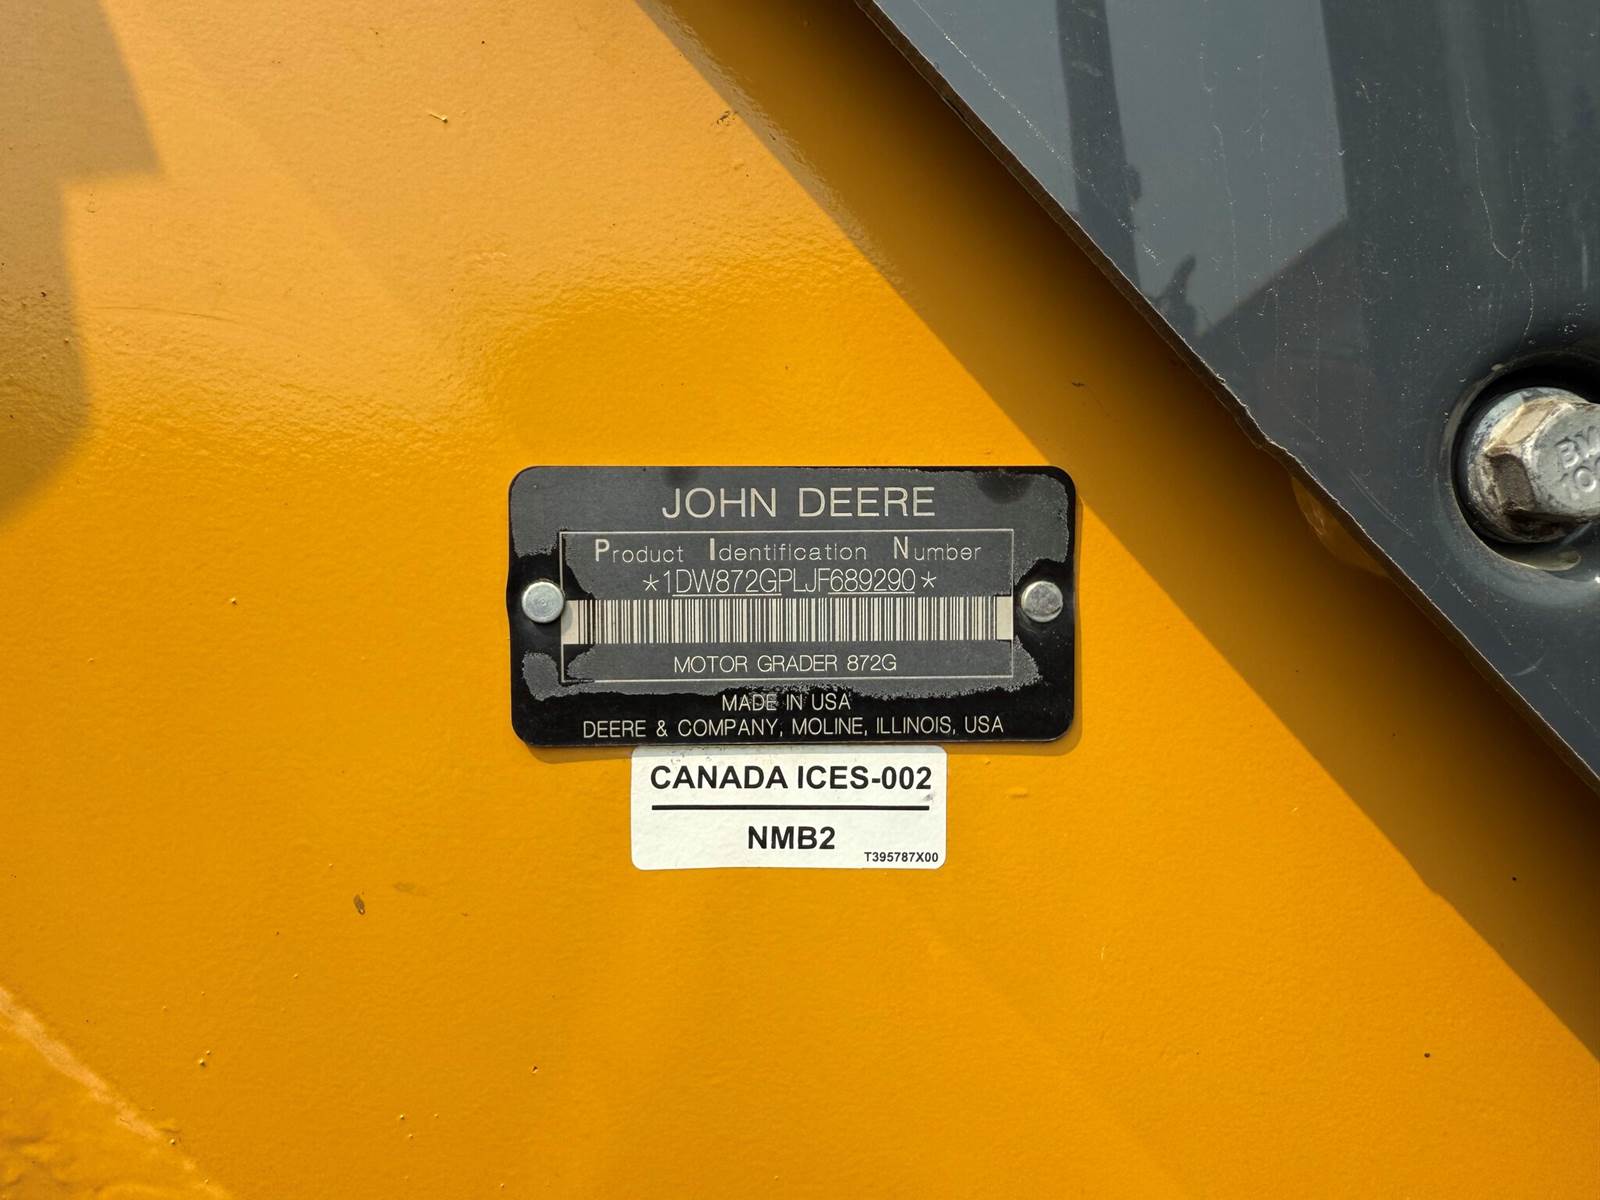 JOHN DEERE
Product Identification Number
*1DW872GPLJF689290*
MOTOR GRADER 872G
MADE IN USA
DEERE & COMPANY, MOLINE, ILLINOIS, USA
CANADA ICES-002
NMB2
T395787X00